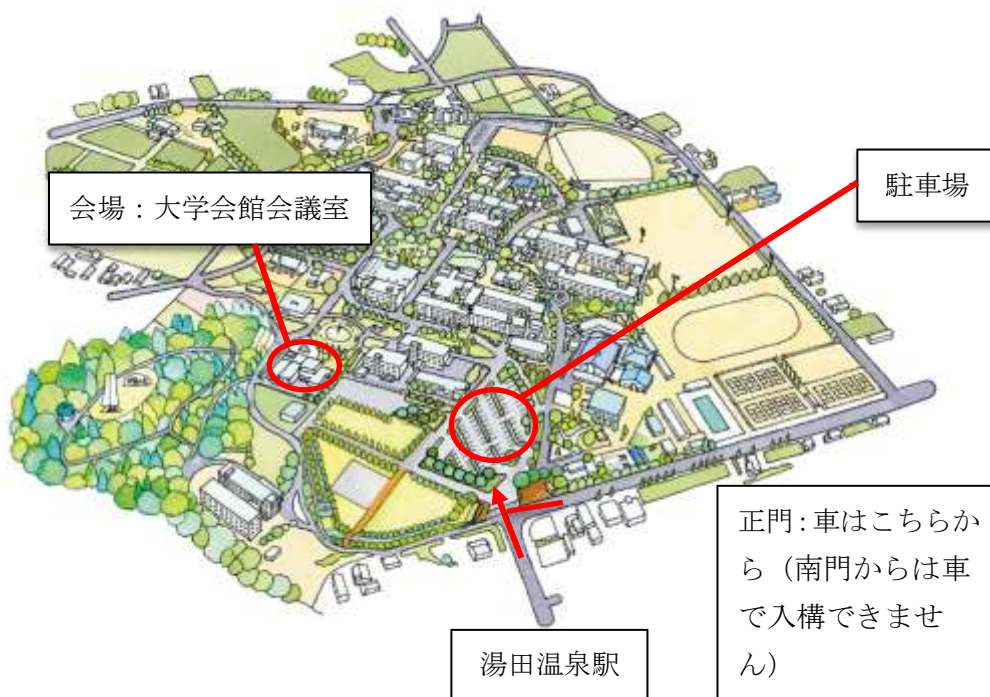 会場：大学会館会議室
駐車場
正門：車はこちらか
ら（南門からは車
で入構できませ
ん）
湯田温泉駅